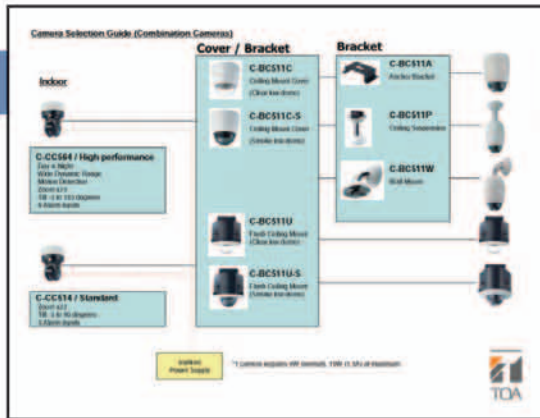 Camera Selection Guide (Combination Cameras)
Cover / Bracket
Bracket
Indoor
C-BC511C
Ceiling Mount Cover
(Clear low dome)
C-BC511C-S
Ceiling Mount Cover
(Smoke low dome)
C-BC511A
Anchor Bracket
C-BC511P
Ceiling Suspension
C-BC511W
Wall Mount
C-CC564 / High performance
Day & Night
Wide Dynamic Range
Motion Detection
C-BC511U
Flush Ceiling Mount
(Clear low dome)
C-BC511U-S
Flush Ceiling Mount
(Smoke low dome)
C-CC514 / Standard
Power Supply
TOA